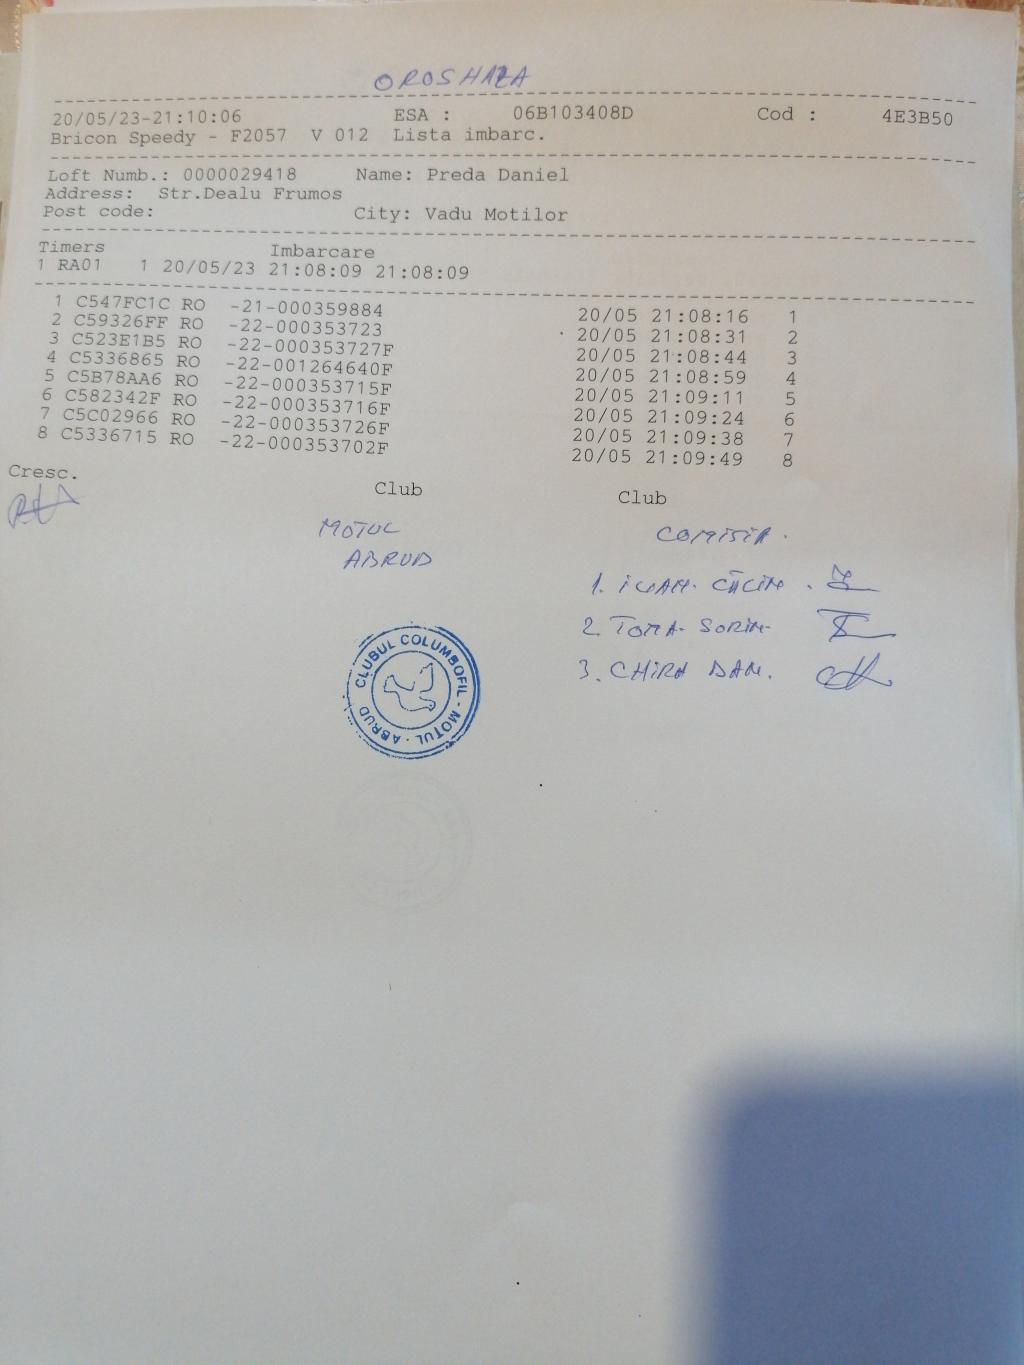 OROSHAZA
20/05/23-21:10:06 ESA : 06B103408D Cod : 4E3B50
Bricon Speedy - F2057 V 012 Lista imbarc.
Loft Numb.: 0000029418 Name: Preda Daniel
Address: Str.Dealu Frumos
Post code: City: Vadu Motilor
Timers Imbarcare
1 RA01 1 20/05/23 21:08:09 21:08:09
1 C547FC1C RO -21-000359884 20/05 21:08:16 1
2 C59326FF RO -22-000353723 20/05 21:08:31 2
3 C523E1B5 RO -22-000353727F 20/05 21:08:44 3
4 C5336865 RO -22-001264640F 20/05 21:08:59 4
5 C5B78AA6 RO -22-000353715F 20/05 21:09:11 5
6 C582342F RO -22-000353716F 20/05 21:09:24 6
7 C5C02966 RO -22-000353726F 20/05 21:09:38 7
8 C5336715 RO -22-000353702F 20/05 21:09:49 8
Cresc. Club Club
MOTUL COMISIA.
ABRUD
1. CĂLIN.
2. TOMA SORIN
3. CHIRA DAN.
CLUBUL COLUMBOFIL - MOTUL - ABRUD